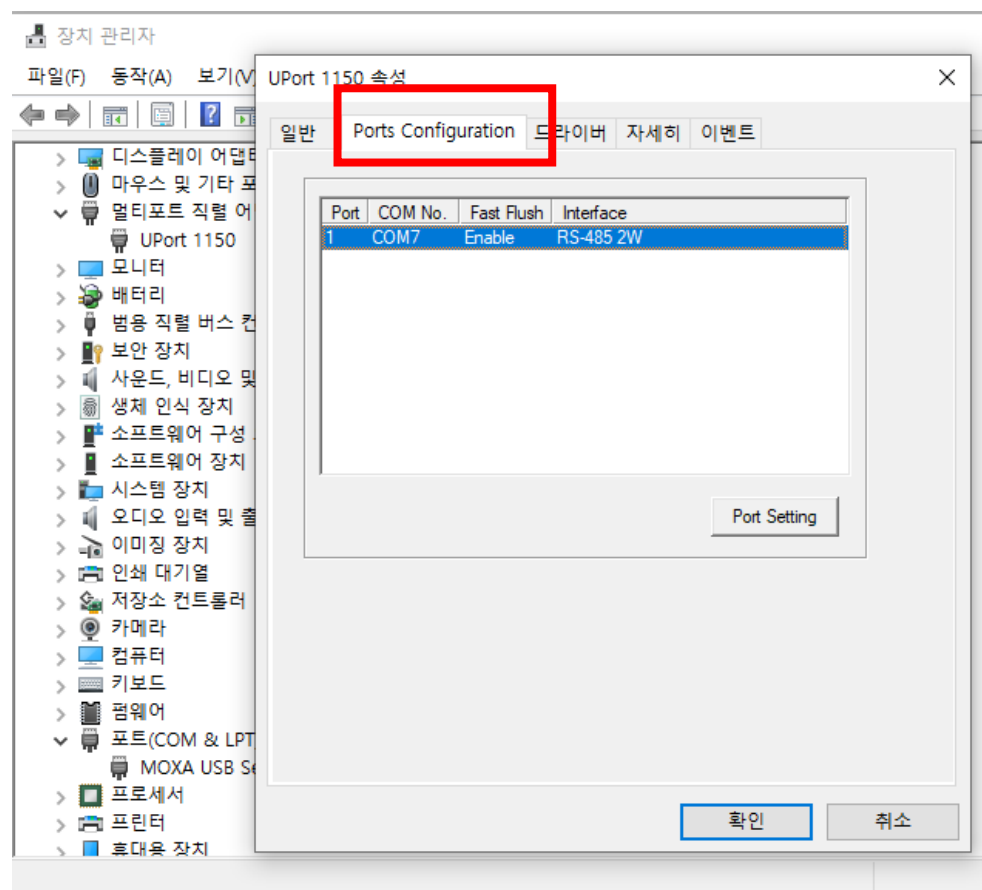 장치 관리자
파일(F) 동작(A) 보기(V)
디스플레이 어댑터
마우스 및 기타 포
멀티포트 직렬 어
UPort 1150
모니터
배터리
범용 직렬 버스 컨
보안 장치
사운드, 비디오 및
생체 인식 장치
소프트웨어 구성
소프트웨어 장치
시스템 장치
오디오 입력 및 출
이미징 장치
인쇄 대기열
저장소 컨트롤러
카메라
컴퓨터
키보드
펌웨어
포트(COM & LPT
MOXA USB Se
프로세서
프린터
휴대용 장치
UPort 1150 속성
일반 Ports Configuration 드라이버 자세히 이벤트
Port COM No. Fast Flush Interface
1 COM7 Enable RS-485 2W
Port Setting
확인 취소